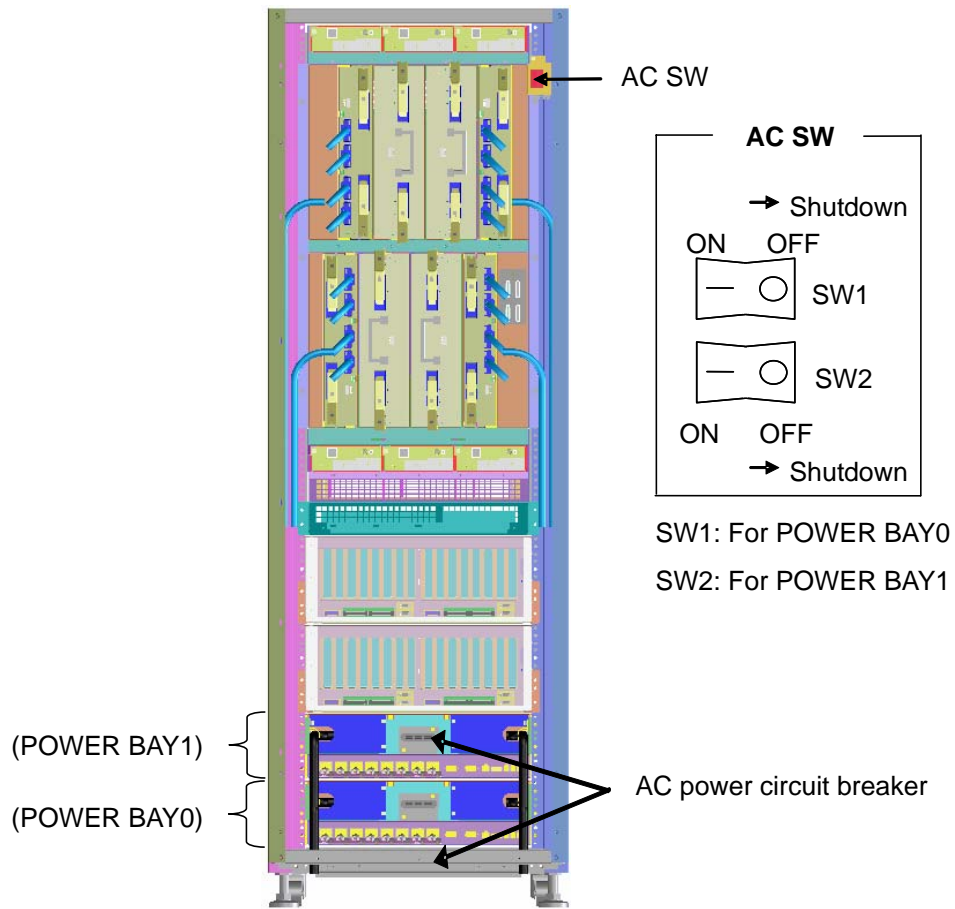 AC SW
AC SW
Shutdown
ON OFF
SW1
SW2
ON OFF
Shutdown
SW1: For POWER BAY0
SW2: For POWER BAY1
(POWER BAY1)
AC power circuit breaker
(POWER BAY0)